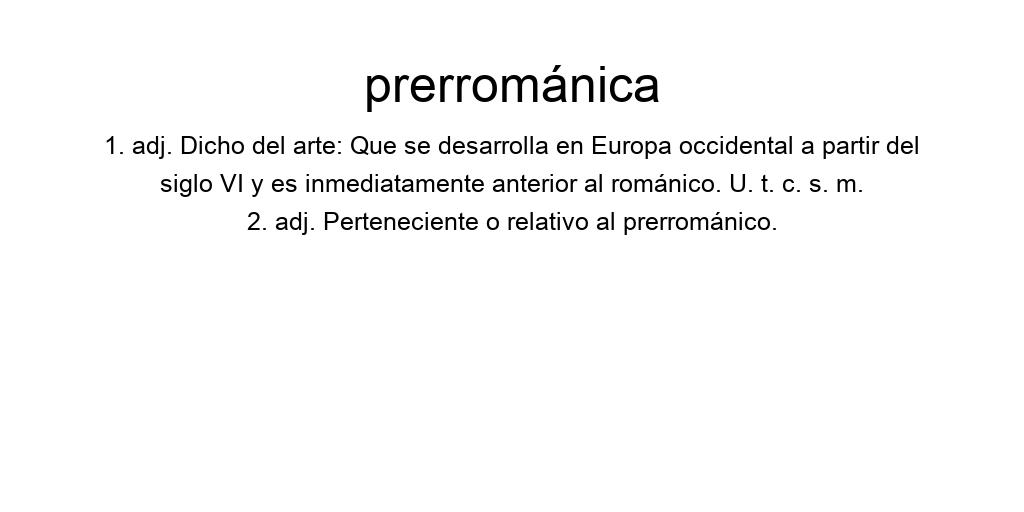 prerrománica
1. adj. Dicho del arte: Que se desarrolla en Europa occidental a partir del
siglo VI y es inmediatamente anterior al románico. U. t. c. s. m.
2. adj. Perteneciente o relativo al prerrománico.